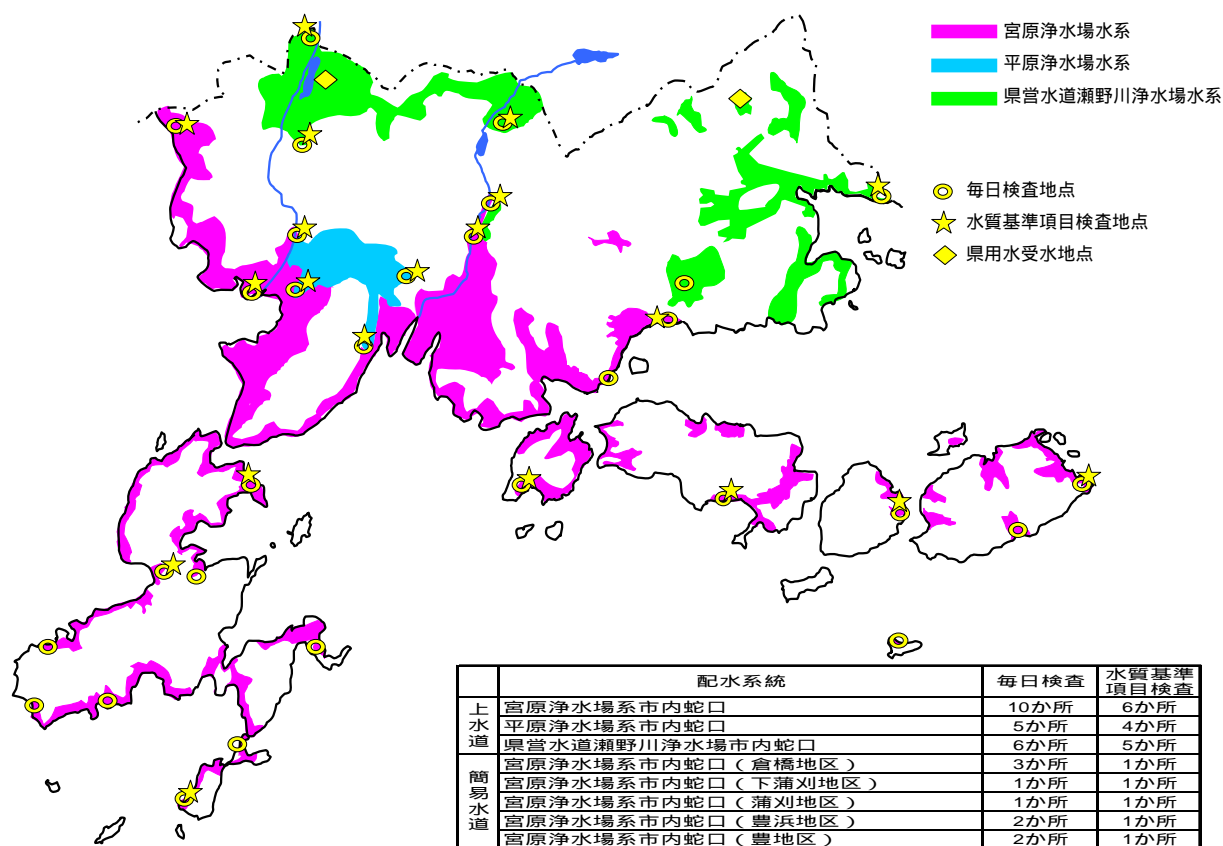 宮原浄水場水系
平原浄水場水系
県営水道瀬野川浄水場水系
毎日検査地点
水質基準項目検査地点
県用水受水地点
配水系統 毎日検査 水質基準項目検査
上水道
宮原浄水場系市内蛇口 10か所 6か所
平原浄水場系市内蛇口 5か所 4か所
県営水道瀬野川浄水場市内蛇口 6か所 5か所
簡易水道
宮原浄水場系市内蛇口(倉橋地区) 3か所 1か所
宮原浄水場系市内蛇口(下蒲刈地区) 1か所 1か所
宮原浄水場系市内蛇口(蒲刈地区) 1か所 1か所
宮原浄水場系市内蛇口(豊浜地区) 2か所 1か所
宮原浄水場系市内蛇口(豊地区) 2か所 1か所